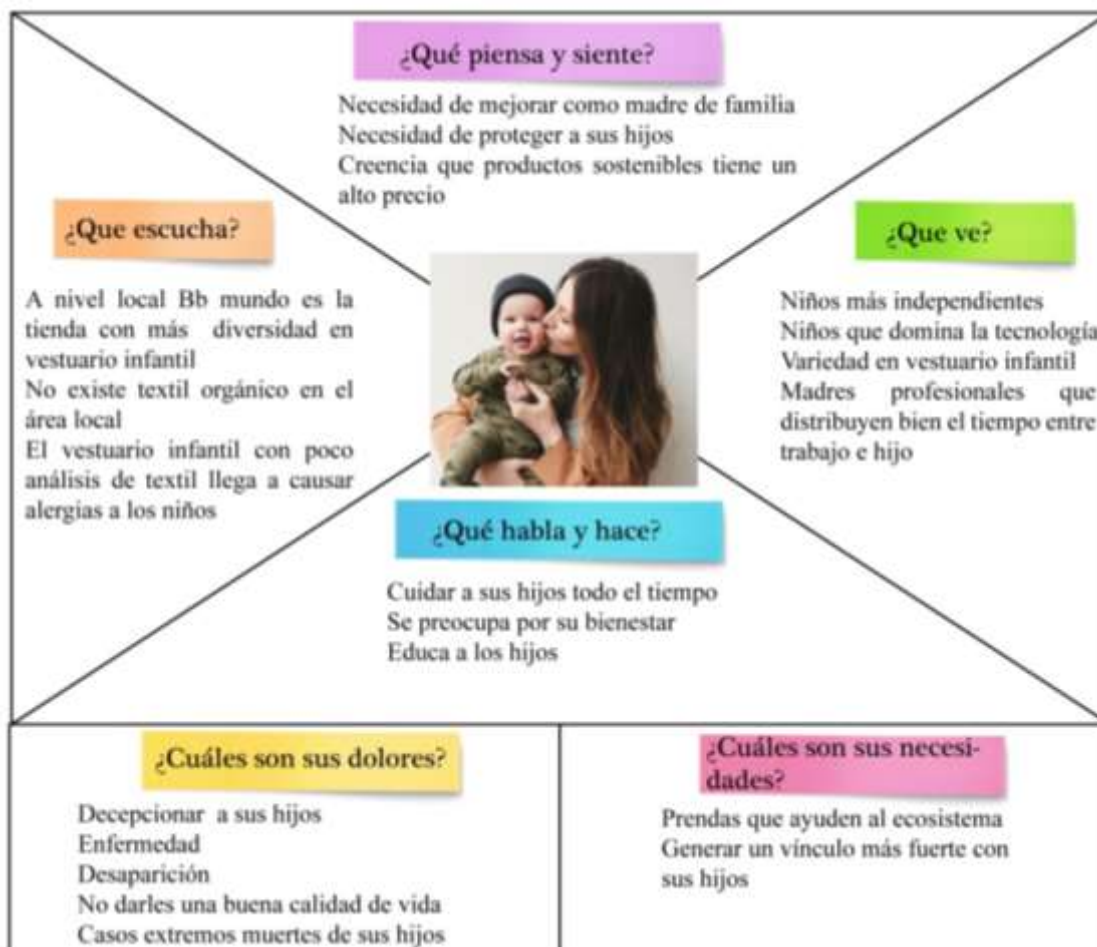 ¿Qué piensa y siente?
Necesidad de mejorar como madre de familia
Necesidad de proteger a sus hijos
Creencia que productos sostenibles tiene un
alto precio
¿Que escucha?
A nivel local Bb mundo es la
tienda con más diversidad en
vestuario infantil
No existe textil orgánico en el
área local
El vestuario infantil con poco
análisis de textil llega a causar
alergias a los niños
¿Que ve?
Niños más independientes
Niños que domina la tecnología
Variedad en vestuario infantil
Madres profesionales que
distribuyen bien el tiempo entre
trabajo e hijo
¿Qué habla y hace?
Cuidar a sus hijos todo el tiempo
Se preocupa por su bienestar
Educa a los hijos
¿Cuáles son sus dolores?
Decepcionar a sus hijos
Enfermedad
Desaparición
No darles una buena calidad de vida
Casos extremos muertes de sus hijos
¿Cuáles son sus necesi-
dades?
Prendas que ayuden al ecosistema
Generar un vínculo más fuerte con
sus hijos